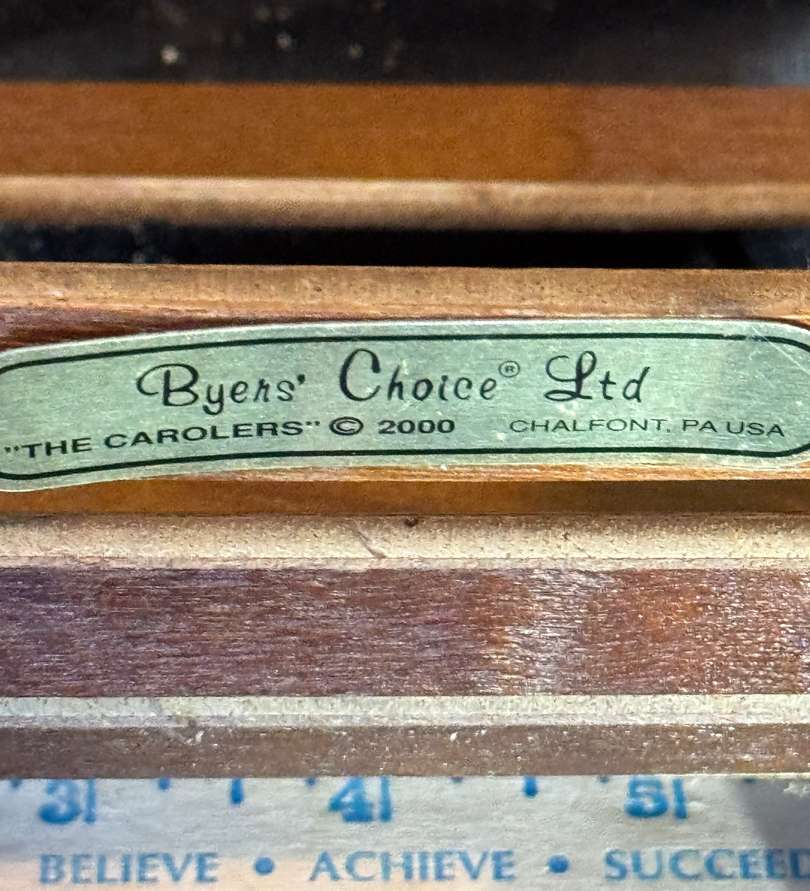 Byers' Choice® Ltd
"THE CAROLERS" © 2000 CHALFONT, PA USA
3 4 5
BELIEVE • ACHIEVE • SUCCEED